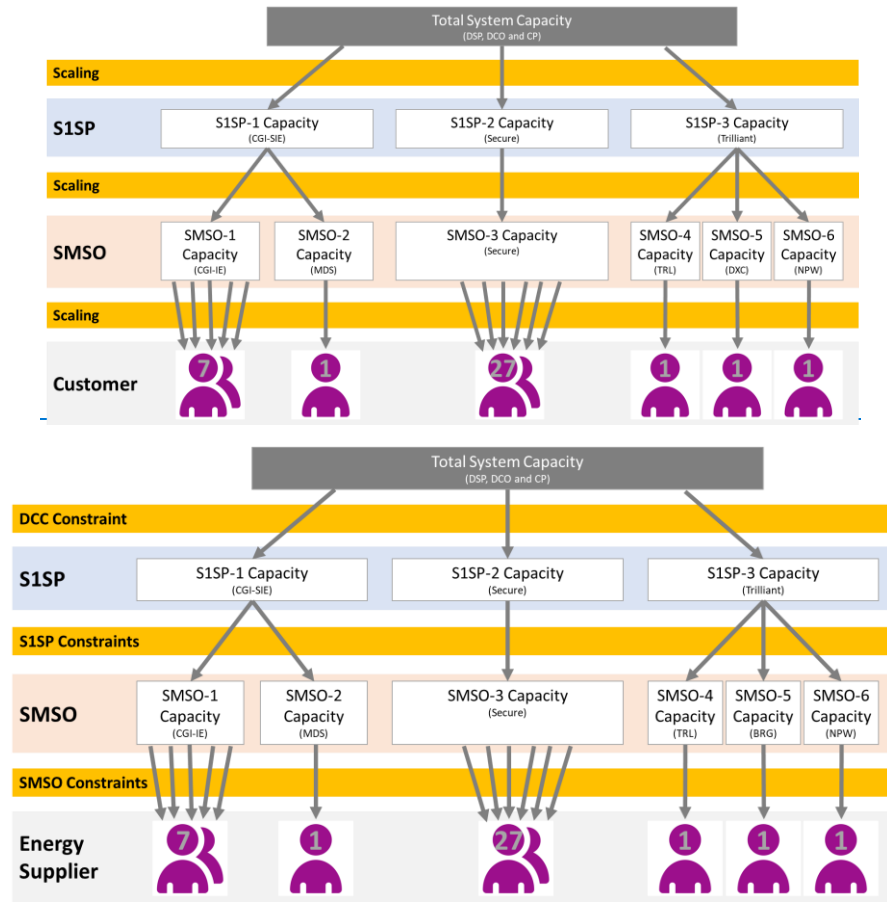 Total System Capacity
(DSP, DCO and CP)
Scaling
S1SP
S1SP-1 Capacity
(CGI-SIE)
S1SP-2 Capacity
(Secure)
S1SP-3 Capacity
(Trilliant)
Scaling
SMSO
SMSO-1
Capacity
(CGI-IE)
SMSO-2
Capacity
(MDS)
SMSO-3 Capacity
(Secure)
SMSO-4
Capacity
(TRL)
SMSO-5
Capacity
(DXC)
SMSO-6
Capacity
(NPW)
Scaling
Customer
7
1
27
1
1
1
Total System Capacity
(DSP, DCO and CP)
DCC Constraint
S1SP
S1SP-1 Capacity
(CGI-SIE)
S1SP-2 Capacity
(Secure)
S1SP-3 Capacity
(Trilliant)
S1SP Constraints
SMSO
SMSO-1
Capacity
(CGI-IE)
SMSO-2
Capacity
(MDS)
SMSO-3 Capacity
(Secure)
SMSO-4
Capacity
(TRL)
SMSO-5
Capacity
(BRG)
SMSO-6
Capacity
(NPW)
SMSO Constraints
Energy
Supplier
7
1
27
1
1
1